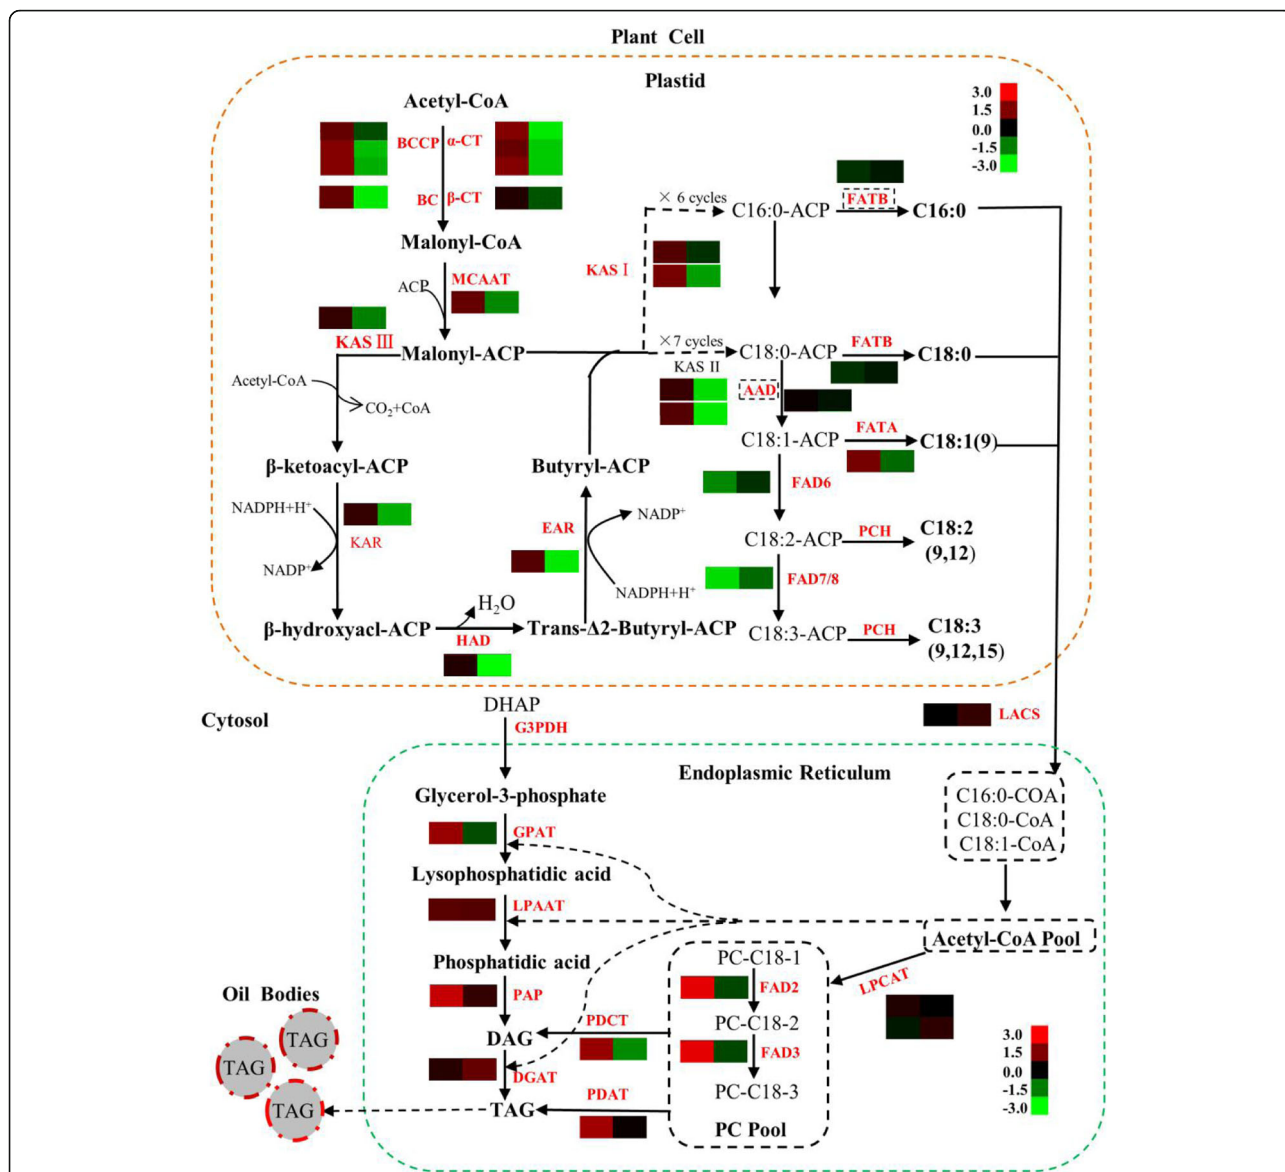 Plant Cell
Plastid
Acetyl-CoA
3.0
1.5
0.0
-1.5
-3.0
BCCP
α-CT
BC
β-CT
Malonyl-CoA
ACP
MCAAT
KAS III
Malonyl-ACP
Acetyl-CoA
CO₂+CoA
β-ketoacyl-ACP
NADPH+H⁺
KAR
NADP⁺
β-hydroxyacl-ACP
H₂O
HAD
Trans-Δ2-Butyryl-ACP
EAR
NADP⁺
NADPH+H⁺
Butyryl-ACP
× 6 cycles
C16:0-ACP
FATB
C16:0
KAS I
×7 cycles
C18:0-ACP
FATB
C18:0
KAS II
AAD
C18:1-ACP
FATA
C18:1(9)
FAD6
C18:2-ACP
PCH
C18:2
(9,12)
FAD7/8
C18:3-ACP
PCH
C18:3
(9,12,15)
Cytosol
DHAP
G3PDH
LACS
Endoplasmic Reticulum
Glycerol-3-phosphate
C16:0-COA
C18:0-CoA
C18:1-CoA
GPAT
Lysophosphatidic acid
LPAAT
Acetyl-CoA Pool
Phosphatidic acid
PC-C18-1
LPCAT
FAD2
PAP
Oil Bodies
PC-C18-2
PDCT
DAG
FAD3
DGAT
PC-C18-3
PDAT
TAG
PC Pool
TAG
TAG
TAG
3.0
1.5
0.0
-1.5
-3.0